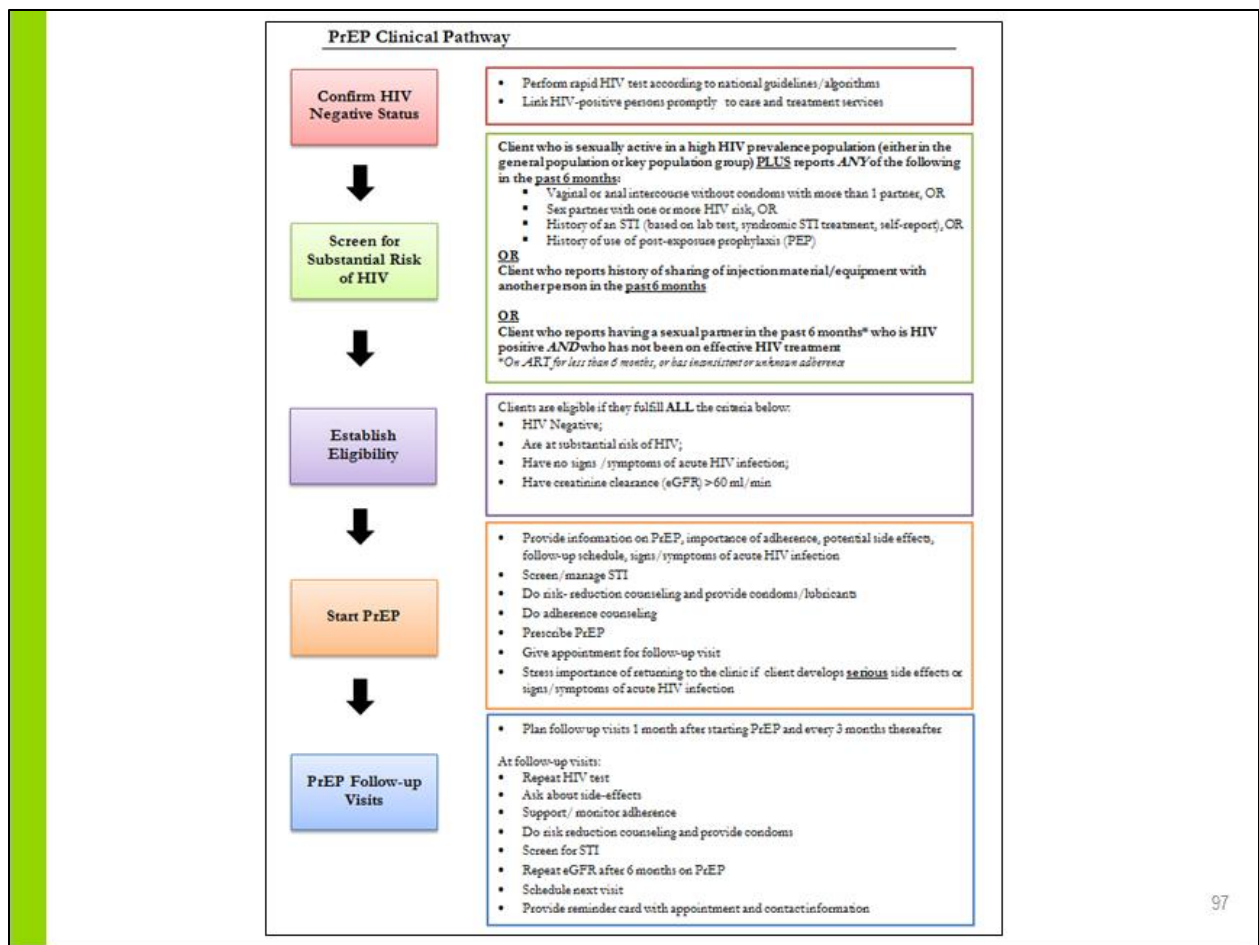 PrEP Clinical Pathway
Confirm HIV
Negative Status
• Perform rapid HIV test according to national guidelines/algorithms
• Link HIV-positive persons promptly to care and treatment services
Screen for
Substantial Risk
of HIV
Client who is sexually active in a high HIV prevalence population (either in the
general population or key population group) PLUS reports ANY of the following
in the past 6 months:
▪ Vaginal or anal intercourse without condoms with more than 1 partner, OR
▪ Sex partner with one or more HIV risk, OR
▪ History of an STI (based on lab test, syndromic STI treatment, self-report), OR
▪ History of use of post-exposure prophylaxis (PEP)
OR
Client who reports history of sharing of injection material/equipment with
another person in the past 6 months
OR
Client who reports having a sexual partner in the past 6 months* who is HIV
positive AND who has not been on effective HIV treatment
*On ART for less than 6 months, or has inconsistent or unknown adherence
Establish
Eligibility
Clients are eligible if they fulfill ALL the criteria below:
• HIV Negative;
• Are at substantial risk of HIV;
• Have no signs /symptoms of acute HIV infection;
• Have creatinine clearance (eGFR) >60 ml/min
Start PrEP
• Provide information on PrEP, importance of adherence, potential side effects,
follow-up schedule, signs/symptoms of acute HIV infection
• Screen/manage STI
• Do risk- reduction counseling and provide condoms/lubricants
• Do adherence counseling
• Prescribe PrEP
• Give appointment for follow-up visit
• Stress importance of returning to the clinic if client develops serious side effects or
signs/symptoms of acute HIV infection
PrEP Follow-up
Visits
• Plan follow up visits 1 month after starting PrEP and every 3 months thereafter
At follow-up visits:
• Repeat HIV test
• Ask about side-effects
• Support/ monitor adherence
• Do risk reduction counseling and provide condoms
• Screen for STI
• Repeat eGFR after 6 months on PrEP
• Schedule next visit
• Provide reminder card with appointment and contact information
97